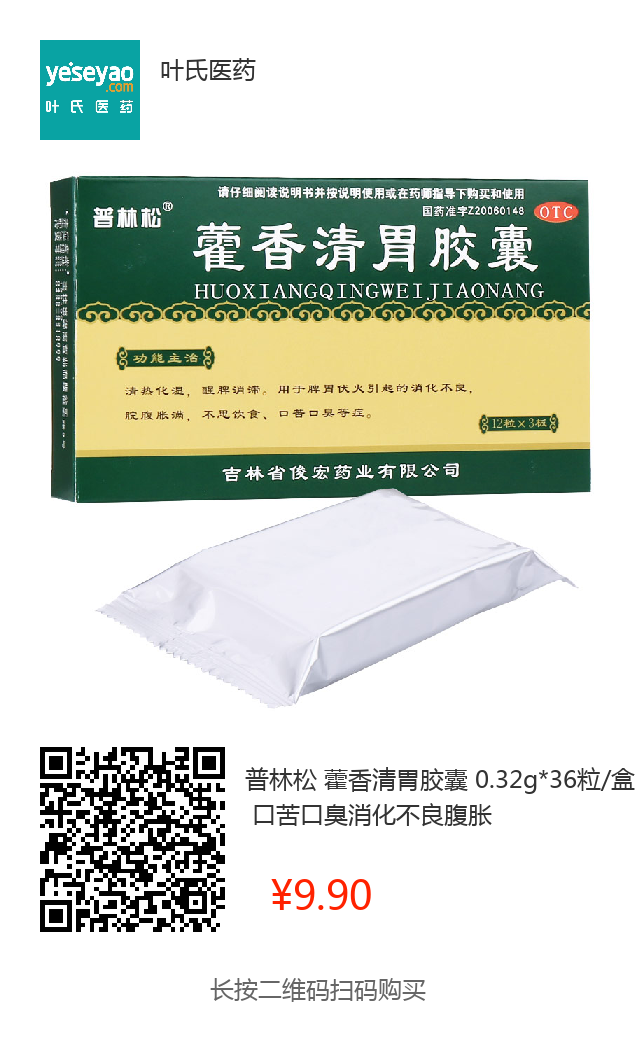 yeseyao
.com
叶氏医药
叶氏医药
请仔细阅读说明书并按说明使用或在药师指导下购买和使用
普林松®
国药准字Z20060148
OTC
藿香清胃胶囊
HUOXIANGQINGWEIJIAONANG
功能主治
清热化湿，醒脾消滞。用于脾胃伏火引起的消化不良，
脘腹胀满，不思饮食、口苦口臭等症。
12粒×3板
吉林省俊宏药业有限公司
普林松 藿香清胃胶囊 0.32g*36粒/盒
口苦口臭消化不良腹胀
¥9.90
长按二维码扫码购买